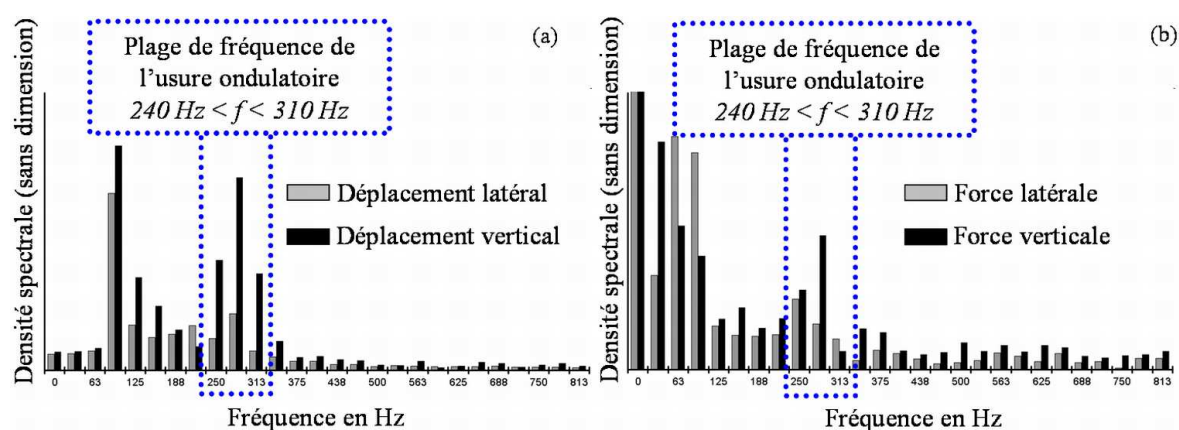 (a)
Plage de fréquence de
l'usure ondulatoire
240 Hz < f < 310 Hz
Densité spectrale (sans dimension)
Déplacement latéral
Déplacement vertical
0 63 125 188 250 313 375 438 500 563 625 688 750 813
Fréquence en Hz
(b)
Plage de fréquence de
l'usure ondulatoire
240 Hz < f < 310 Hz
Densité spectrale (sans dimension)
Force latérale
Force verticale
0 63 125 188 250 313 375 438 500 563 625 688 750 813
Fréquence en Hz